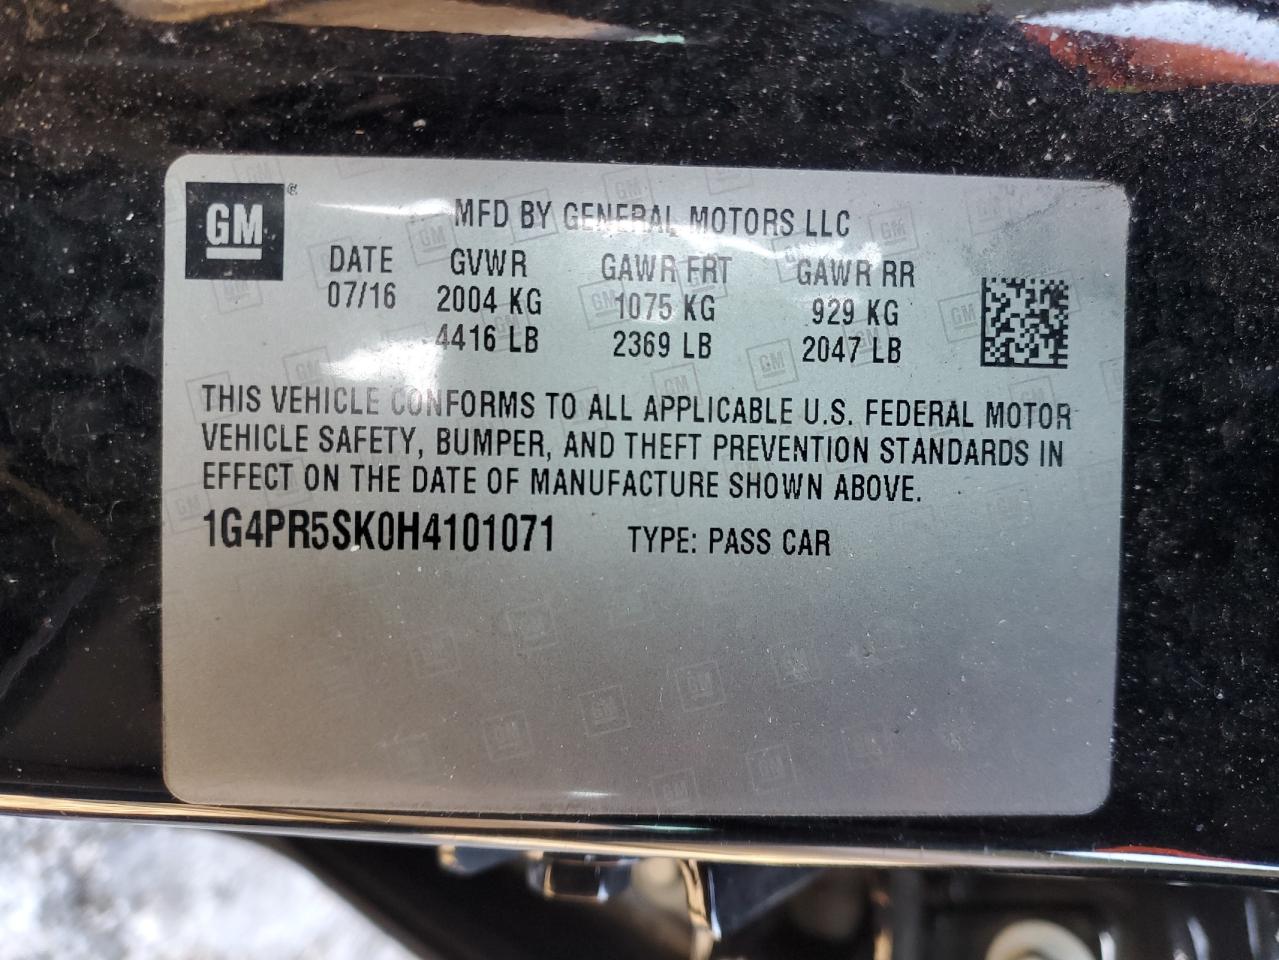 GM
MFD BY GENERAL MOTORS LLC
DATE GVWR GAWR FRT GAWR RR
07/16 2004 KG 1075 KG 929 KG
4416 LB 2369 LB 2047 LB
THIS VEHICLE CONFORMS TO ALL APPLICABLE U.S. FEDERAL MOTOR
VEHICLE SAFETY, BUMPER, AND THEFT PREVENTION STANDARDS IN
EFFECT ON THE DATE OF MANUFACTURE SHOWN ABOVE.
1G4PR5SK0H4101071 TYPE: PASS CAR